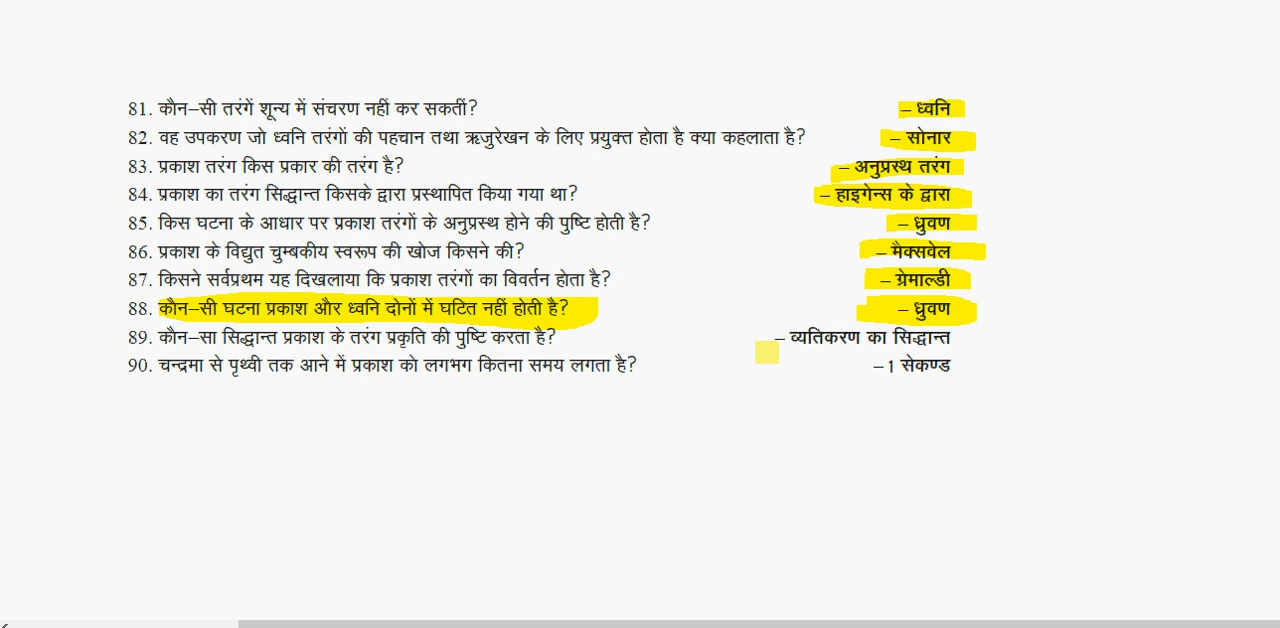 81. कौन–सी तरंगें शून्य में संचरण नहीं कर सकतीं? – ध्वनि
82. वह उपकरण जो ध्वनि तरंगों की पहचान तथा ऋजुरेखन के लिए प्रयुक्त होता है क्या कहलाता है? – सोनार
83. प्रकाश तरंग किस प्रकार की तरंग है? – अनुप्रस्थ तरंग
84. प्रकाश का तरंग सिद्धान्त किसके द्वारा प्रस्थापित किया गया था? – हाइगेन्स के द्वारा
85. किस घटना के आधार पर प्रकाश तरंगों के अनुप्रस्थ होने की पुष्टि होती है? – ध्रुवण
86. प्रकाश के विद्युत चुम्बकीय स्वरूप की खोज किसने की? – मैक्सवेल
87. किसने सर्वप्रथम यह दिखलाया कि प्रकाश तरंगों का विवर्तन होता है? – ग्रेमाल्डी
88. कौन–सी घटना प्रकाश और ध्वनि दोनों में घटित नहीं होती है? – ध्रुवण
89. कौन–सा सिद्धान्त प्रकाश के तरंग प्रकृति की पुष्टि करता है? – व्यतिकरण का सिद्धान्त
90. चन्द्रमा से पृथ्वी तक आने में प्रकाश को लगभग कितना समय लगता है? –1 सेकण्ड